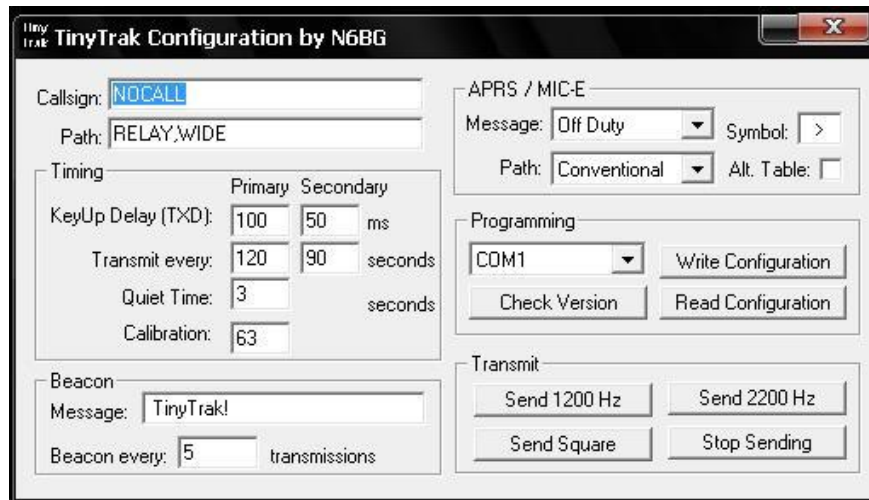 Tiny Trak TinyTrak Configuration by N6BG
X
Callsign: NOCALL
Path: RELAY,WIDE
Timing
Primary Secondary
KeyUp Delay (TXD): 100 50 ms
Transmit every: 120 90 seconds
Quiet Time: 3 seconds
Calibration: 63
Beacon
Message: TinyTrak!
Beacon every: 5 transmissions
APRS / MIC-E
Message: Off Duty Symbol: >
Path: Conventional Alt. Table:
Programming
COM1 Write Configuration
Check Version Read Configuration
Transmit
Send 1200 Hz Send 2200 Hz
Send Square Stop Sending